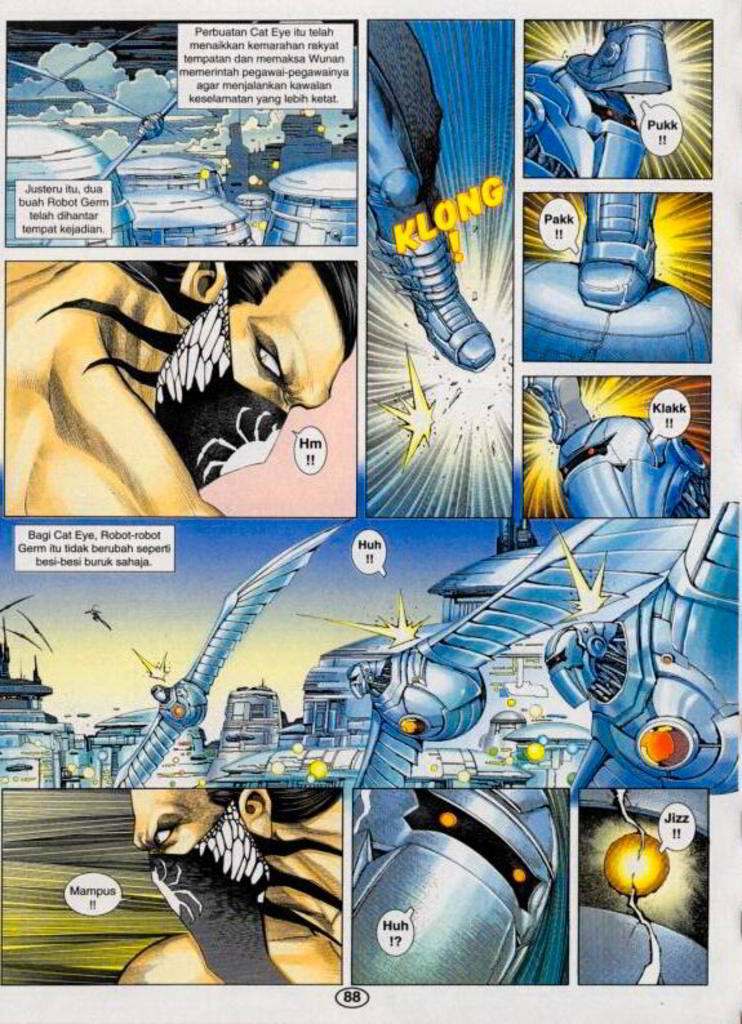 Perbuatan Cat Eye itu telah
menaikkan kemarahan rakyat
tempatan dan memaksa Wunan
memerintah pegawai-pegawainya
agar menjalankan kawalan
keselamatan yang lebih ketat.
Justeru itu, dua
buah Robot Germ
telah dihantar
tempat kejadian.
KLONG
!
Pukk
!!
Pakk
!!
Klakk
!!
Hm
!!
Bagi Cat Eye, Robot-robot
Germ itu tidak berubah seperti
besi-besi buruk sahaja.
Huh
!!
Mampus
!!
Huh
!?
Jizz
!!
88